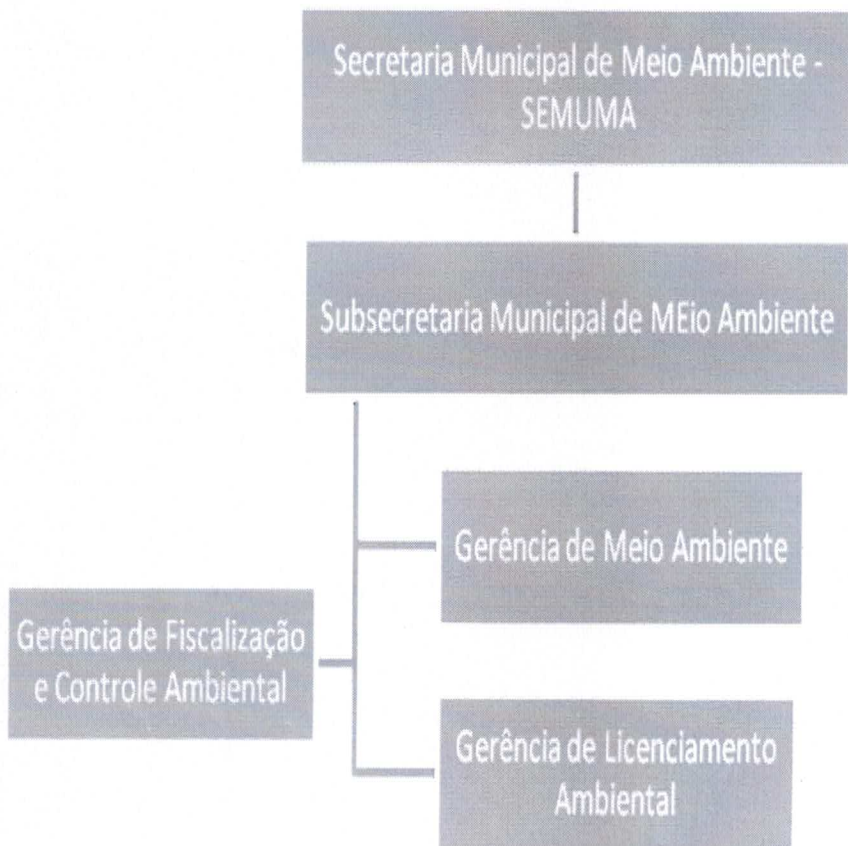 Secretaria Municipal de Meio Ambiente -
SEMUMA
Subsecretaria Municipal de MEio Ambiente
Gerência de Meio Ambiente
Gerência de Fiscalização
e Controle Ambiental
Gerência de Licenciamento
Ambiental